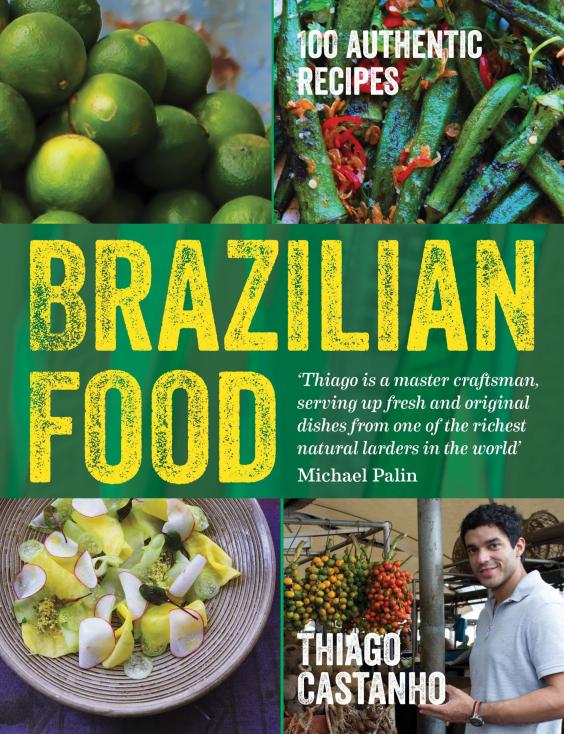 100 AUTHENTIC
RECIPES
BRAZILIAN
FOOD
‘Thiago is a master craftsman,
serving up fresh and original
dishes from one of the richest
natural larders in the world’
Michael Palin
THIAGO
CASTANHO